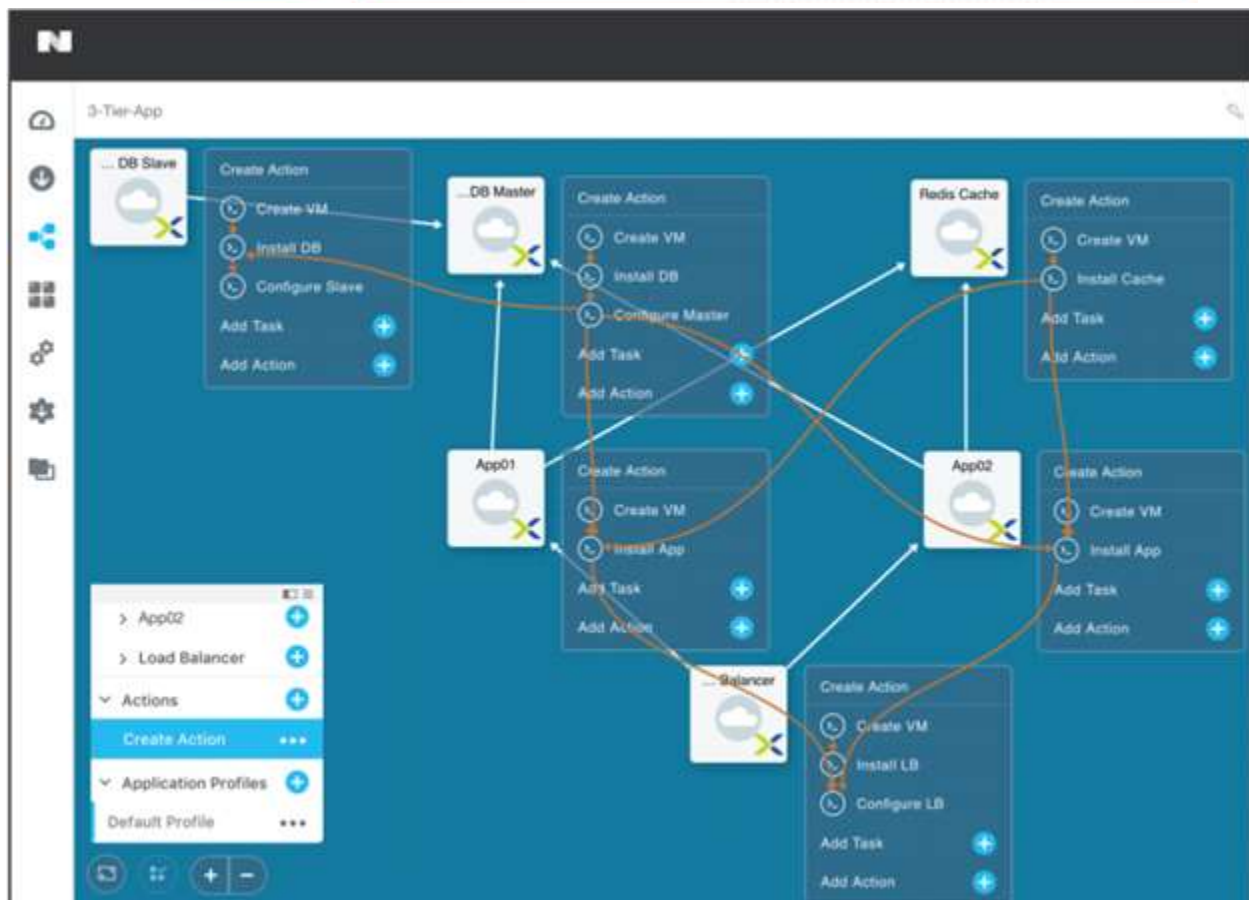 N
3-Tier-App
... DB Slave
Create Action
Create VM
Install DB
Configure Slave
Add Task
Add Action
...DB Master
Create Action
Create VM
Install DB
Configure Master
Add Task
Add Action
Redis Cache
Create Action
Create VM
Install Cache
Add Task
Add Action
App01
Create Action
Create VM
Install App
Add Task
Add Action
App02
Create Action
Create VM
Install App
Add Task
Add Action
... Balancer
Create Action
Create VM
Install LB
Configure LB
Add Task
Add Action
App02
Load Balancer
Actions
Create Action
Application Profiles
Default Profile